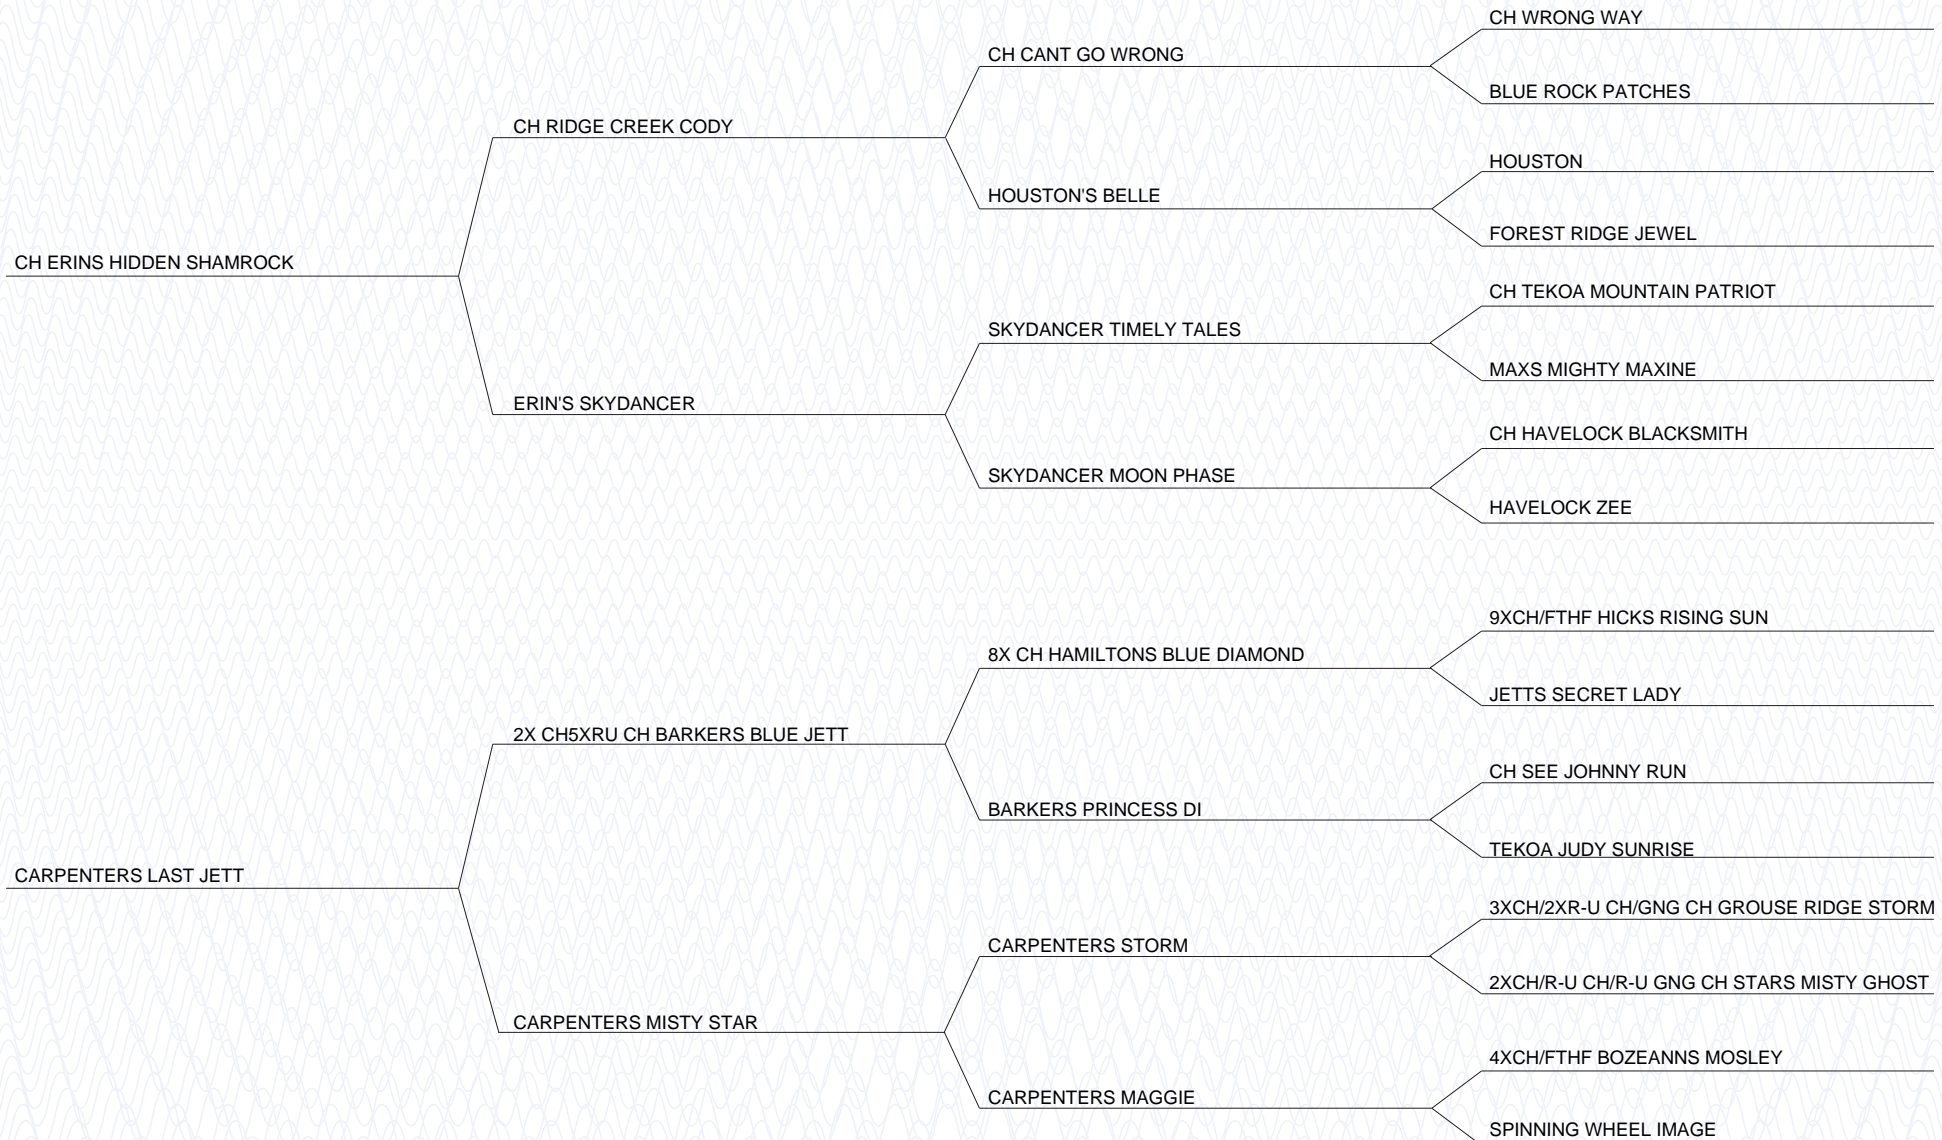 CH WRONG WAY
CH CANT GO WRONG
BLUE ROCK PATCHES
CH RIDGE CREEK CODY
HOUSTON
HOUSTON'S BELLE
FOREST RIDGE JEWEL
CH ERINS HIDDEN SHAMROCK
CH TEKOA MOUNTAIN PATRIOT
SKYDANCER TIMELY TALES
MAXS MIGHTY MAXINE
ERIN'S SKYDANCER
CH HAVELOCK BLACKSMITH
SKYDANCER MOON PHASE
HAVELOCK ZEE
9XCH/FTHF HICKS RISING SUN
8X CH HAMILTONS BLUE DIAMOND
JETTS SECRET LADY
2X CH5XRU CH BARKERS BLUE JETT
CH SEE JOHNNY RUN
BARKERS PRINCESS DI
TEKOA JUDY SUNRISE
CARPENTERS LAST JETT
3XCH/2XR-U CH/GNG CH GROUSE RIDGE STORM
CARPENTERS STORM
2XCH/R-U CH/R-U GNG CH STARS MISTY GHOST
CARPENTERS MISTY STAR
4XCH/FTHF BOZEANNS MOSLEY
CARPENTERS MAGGIE
SPINNING WHEEL IMAGE